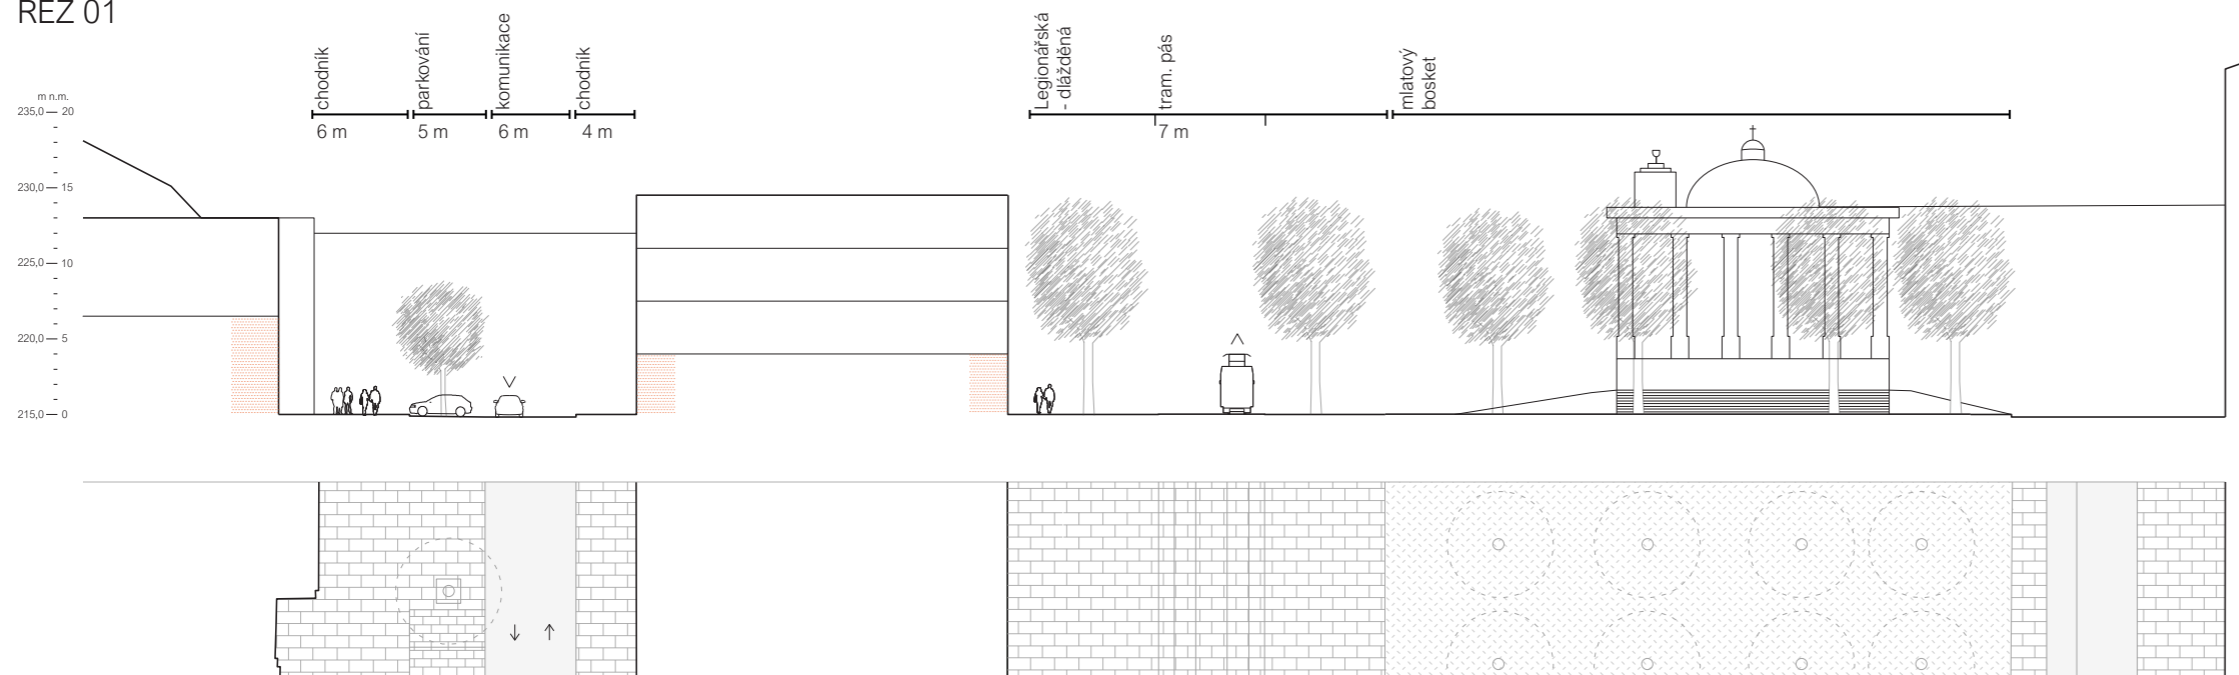 ŘEZ 01
chodník
parkování
komunikace
chodník
Legionářská
- dlážděná
tram. pás
mlatový
bosket
6 m
5 m
6 m
4 m
7 m
m n.m.
235,0 20
230,0 15
225,0 10
220,0 5
215,0 0